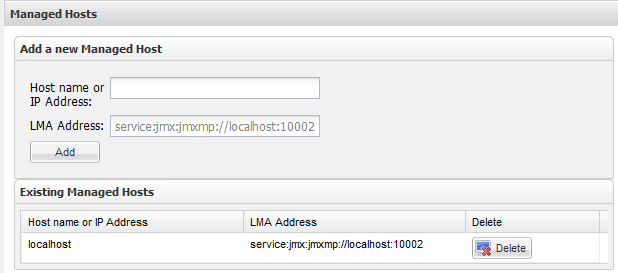 Managed Hosts
Add a new Managed Host
Host name or
IP Address:
LMA Address: service:jmx:jmxmp://localhost:10002
Add
Existing Managed Hosts
Host name or IP Address LMA Address Delete
localhost service:jmx:jmxmp://localhost:10002 Delete